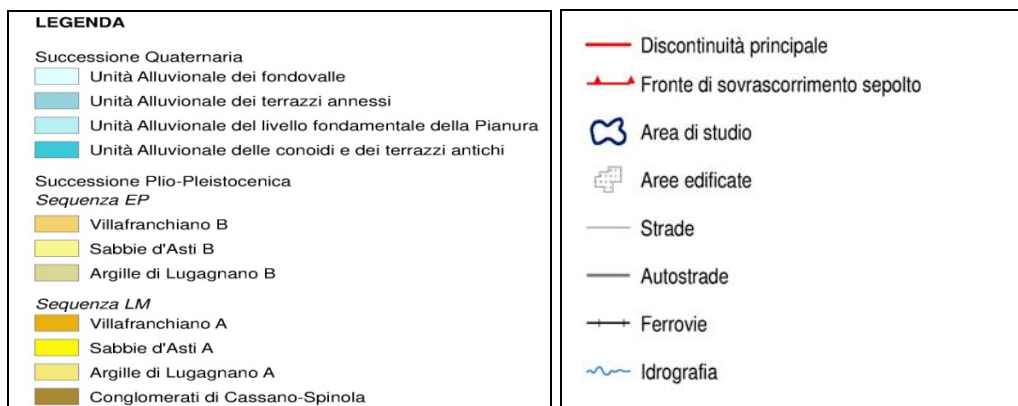 LEGENDA
Successione Quaternaria
Unità Alluvionale dei fondovalle
Unità Alluvionale dei terrazzi annessi
Unità Alluvionale del livello fondamentale della Pianura
Unità Alluvionale delle conoidi e dei terrazzi antichi
Successione Plio-Pleistocenica
Sequenza EP
Villafranchiano B
Sabbie d'Asti B
Argille di Lugagnano B
Sequenza LM
Villafranchiano A
Sabbie d'Asti A
Argille di Lugagnano A
Conglomerati di Cassano-Spinola
Discontinuità principale
Fronte di sovrascorrimento sepolto
Area di studio
Aree edificate
Strade
Autostrade
Ferrovie
Idrografia